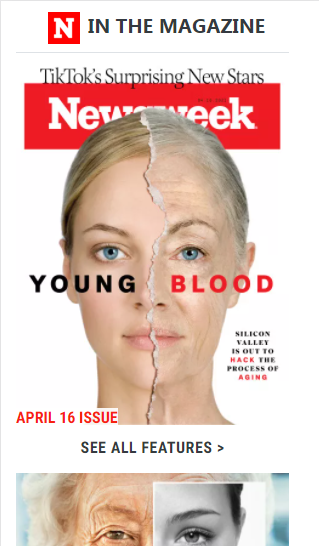 N IN THE MAGAZINE
TikTok's Surprising New Stars
Newsweek
YOUNG BLOOD
SILICON
VALLEY
IS OUT TO
HACK THE
PROCESS OF
AGING
APRIL 16 ISSUE
SEE ALL FEATURES >